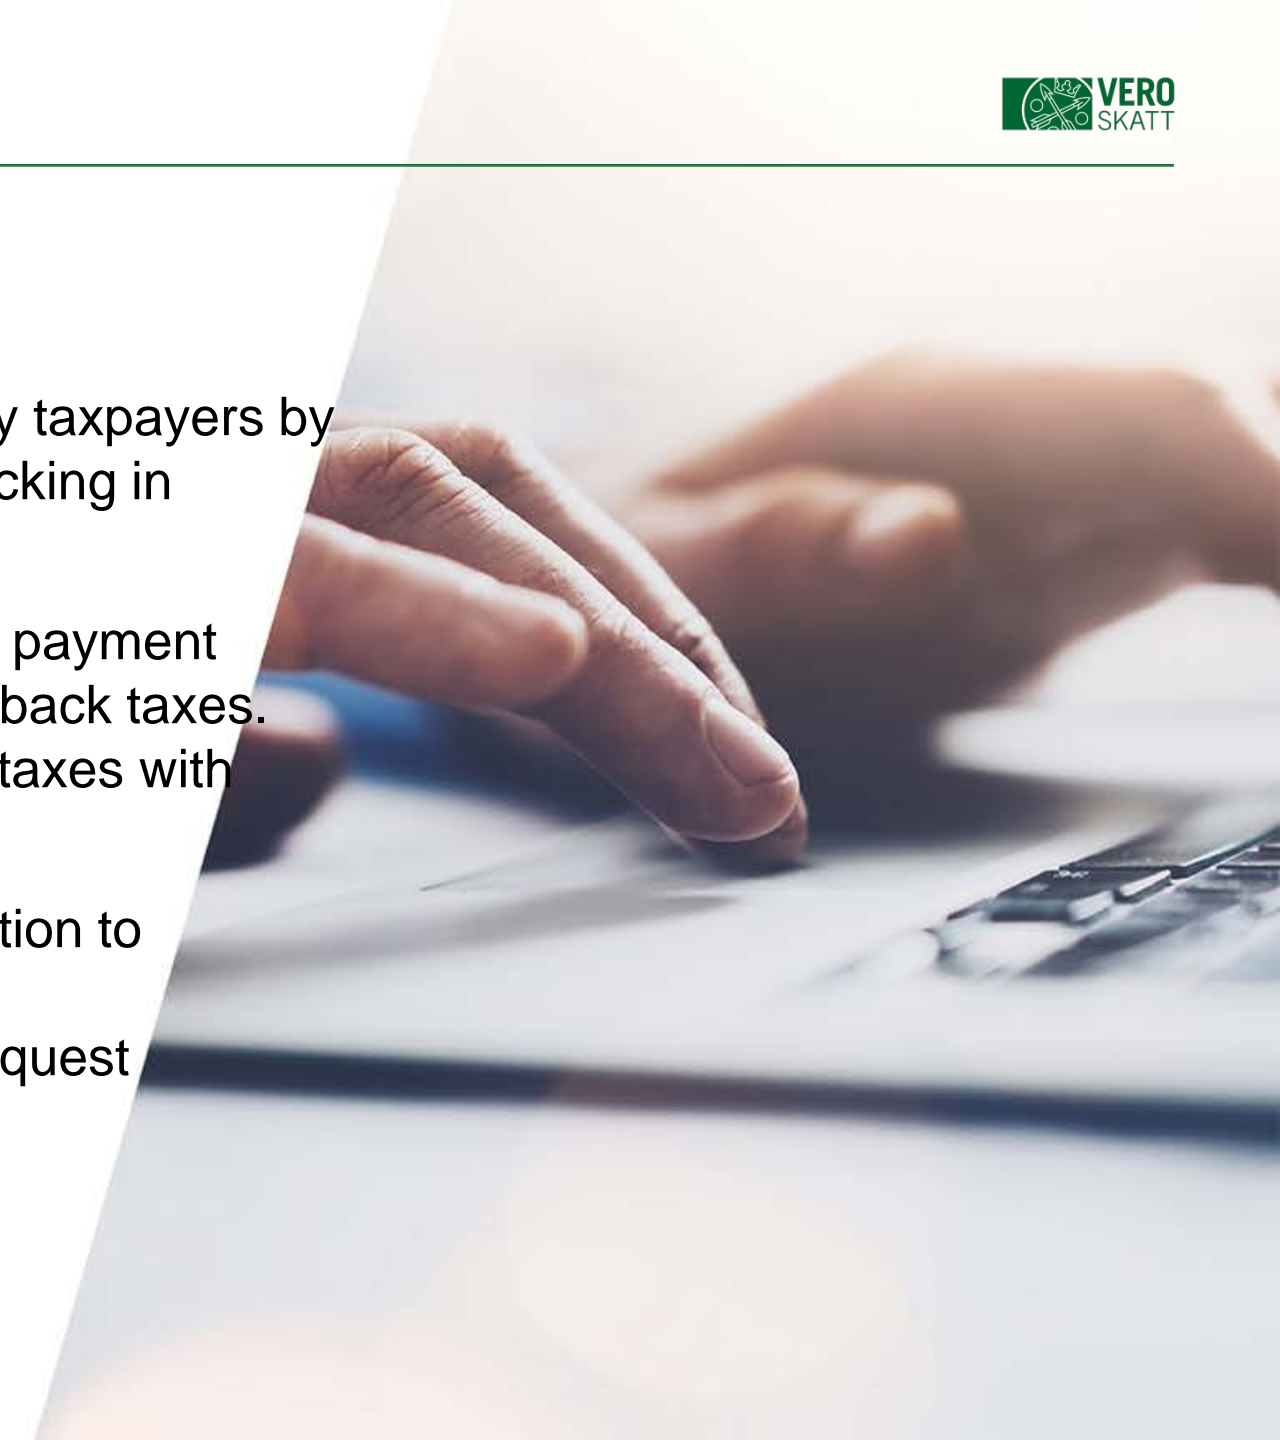 VERO
SKATT
y taxpayers by
cking in
payment
back taxes.
taxes with
tion to
quest